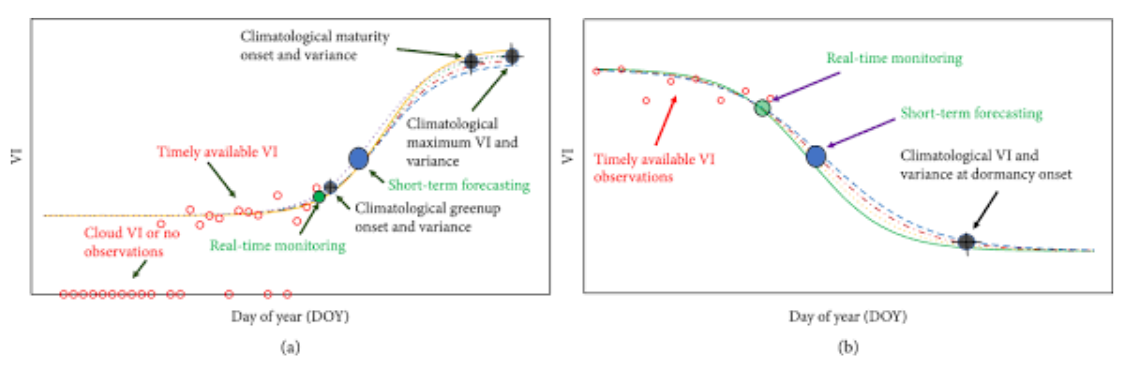 Climatological maturity
onset and variance
Climatological
maximum VI and
variance
Timely available VI
Short-term forecasting
Climatological greenup
onset and variance
Cloud VI or no
observations
Real-time monitoring
VI
Day of year (DOY)
(a)
Real-time monitoring
Short-term forecasting
Timely available VI
observations
Climatological VI and
variance at dormancy onset
VI
Day of year (DOY)
(b)